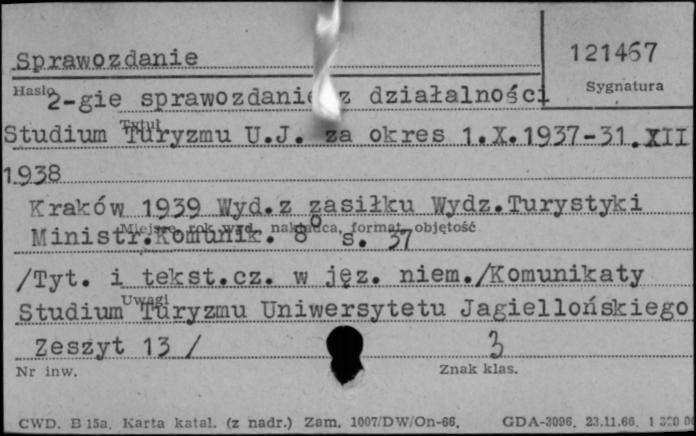 Sprawozdanie
121467
Hasło
Sygnatura
2-gie sprawozdanie z działalności
Tytuł
Studium Turyzmu U.J. za okres 1.X.1937-31.XII
1938
Kraków 1939 Wyd.z zasiłku Wydz.Turystyki
Miejsce, rok wyd., nakładca, format, objętość
Ministr.Komunik. 8° s. 37
/Tyt. i tekst.cz. w jęz. niem./Komunikaty
Uwagi
Studium Turyzmu Uniwersytetu Jagiellońskiego
Zeszyt 13 / 3
Nr inw. Znak klas.
CWD. B 15a. Karta katal. (z nadr.) Zam. 1007/DW/On-66. GDA-3096. 23.11.66.